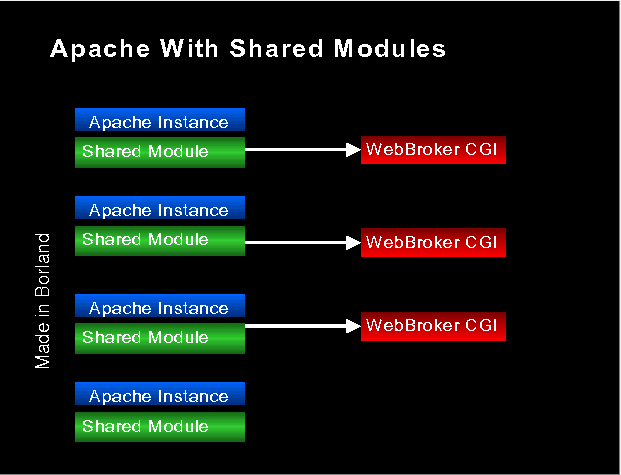 Apache With Shared Modules
Apache Instance
Shared Module
WebBroker CGI
Apache Instance
Shared Module
WebBroker CGI
Apache Instance
Shared Module
WebBroker CGI
Apache Instance
Shared Module
Made in Borland